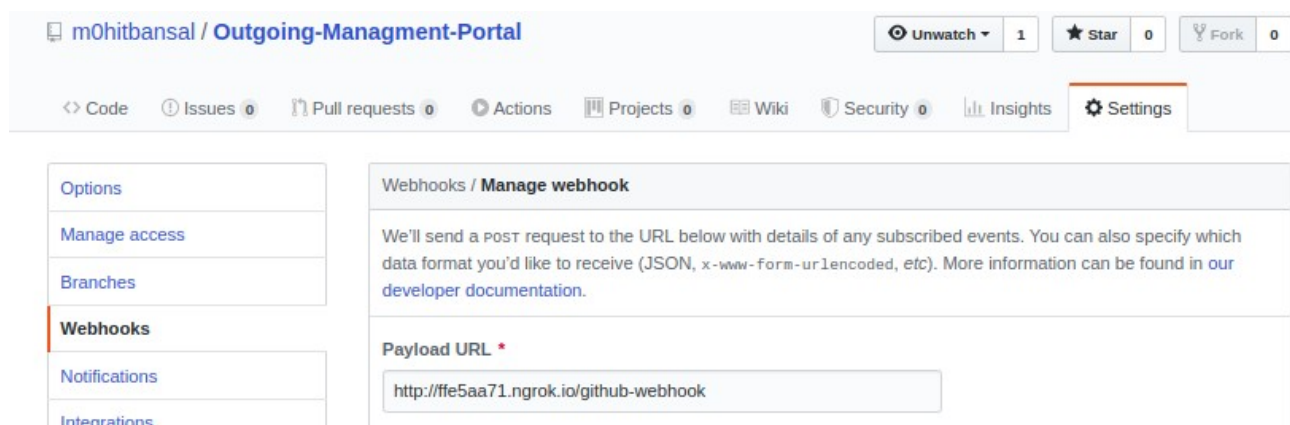 m0hitbansal / Outgoing-Managment-Portal
Unwatch 1 Star 0 Fork 0
Code Issues 0 Pull requests 0 Actions Projects 0 Wiki Security 0 Insights Settings
Options
Manage access
Branches
Webhooks
Notifications
Integrations
Webhooks / Manage webhook
We'll send a POST request to the URL below with details of any subscribed events. You can also specify which
data format you'd like to receive (JSON, x-www-form-urlencoded, etc). More information can be found in our
developer documentation.
Payload URL *
http://ffe5aa71.ngrok.io/github-webhook